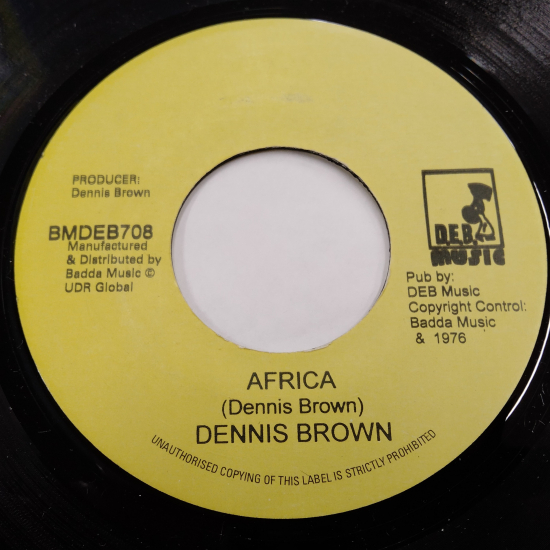 PRODUCER:
Dennis Brown
BMDEB708
Manufactured
& Distributed by
Badda Music ©
UDR Global
D.E.B.
MUSIC
Pub by:
DEB Music
Copyright Control:
Badda Music
& 1976
AFRICA
(Dennis Brown)
DENNIS BROWN
UNAUTHORISED COPYING OF THIS LABEL IS STRICTLY PROHIBITED